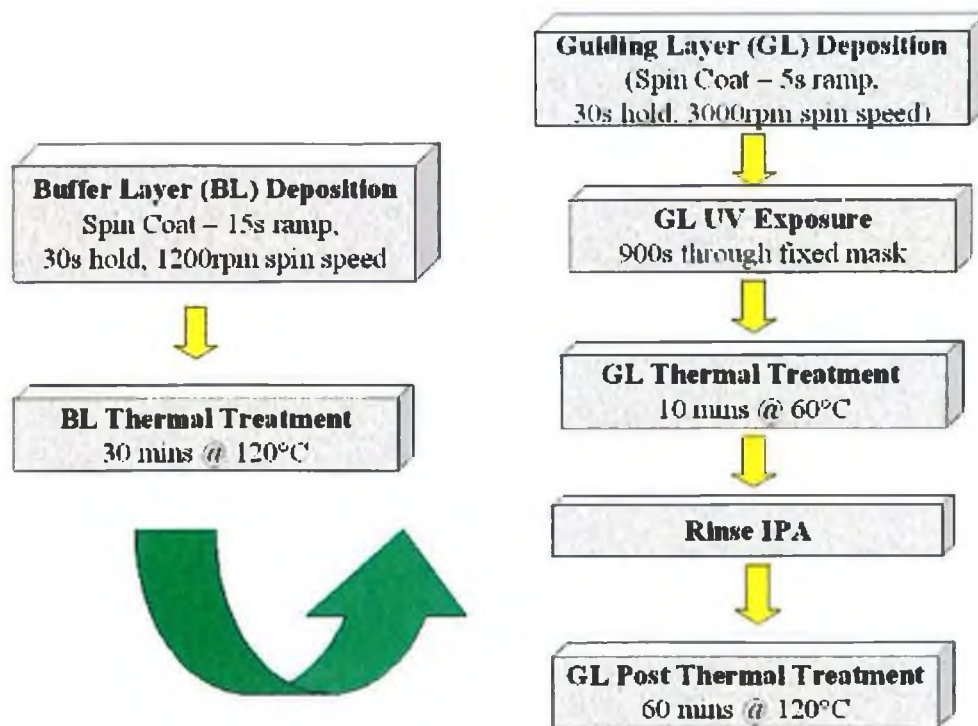 Buffer Layer (BL) Deposition
Spin Coat – 15s ramp,
30s hold, 1200rpm spin speed
BL Thermal Treatment
30 mins @ 120°C
Guiding Layer (GL) Deposition
(Spin Coat – 5s ramp,
30s hold, 3000rpm spin speed)
GL UV Exposure
900s through fixed mask
GL Thermal Treatment
10 mins @ 60°C
Rinse IPA
GL Post Thermal Treatment
60 mins @ 120°C